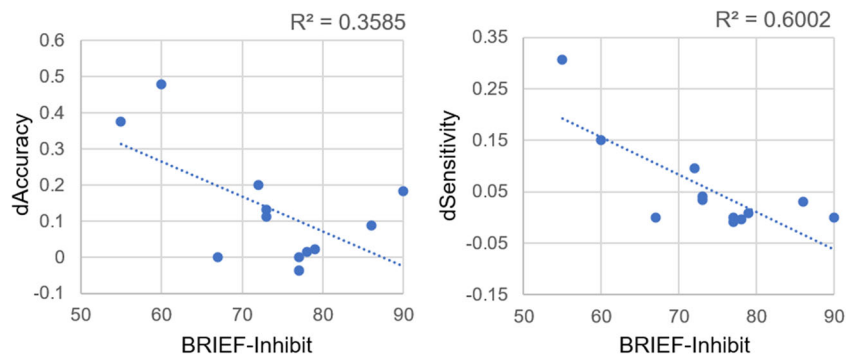 R² = 0.3585
0.6
0.5
0.4
0.3
0.2
0.1
0
-0.1
dAccuracy
50 60 70 80 90
BRIEF-Inhibit
R² = 0.6002
0.35
0.25
0.15
0.05
-0.05
-0.15
dSensitivity
50 60 70 80 90
BRIEF-Inhibit